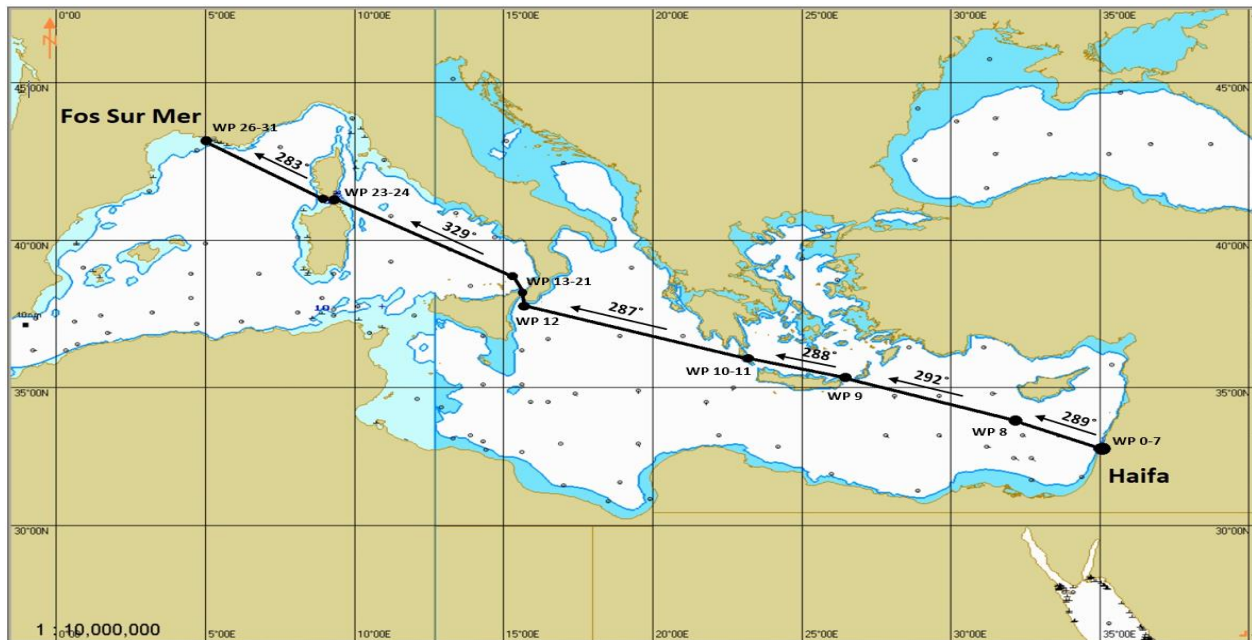 0°00'
5°00E
10°00E
15°00E
20°00E
25°00E
30°00E
35°00E
N
45°00N
45°00N
Fos Sur Mer
WP 26-31
283°
WP 23-24
40°00N
40°00N
329°
WP 13-21
WP 12
287°
288°
WP 10-11
WP 9
292°
WP 8
289°
WP 0-7
Haifa
35°00N
35°00N
30°00N
30°00N
1 : 10,000,000
0°00E
5°00E
10°00E
15°00E
20°00E
25°00E
30°00E
35°00E